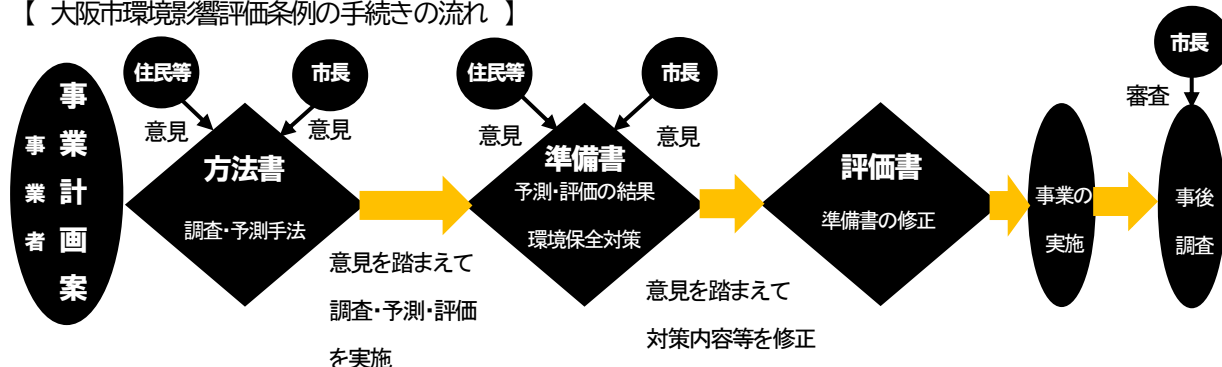 【 大阪市環境影響評価条例の手続きの流れ 】
事業計画案
事業者
住民等
市長
意見
意見
方法書
調査・予測手法
意見を踏まえて
調査・予測・評価
を実施
住民等
市長
意見
意見
準備書
予測・評価の結果
環境保全対策
意見を踏まえて
対策内容等を修正
評価書
準備書の修正
事業の
実施
市長
審査
事後
調査